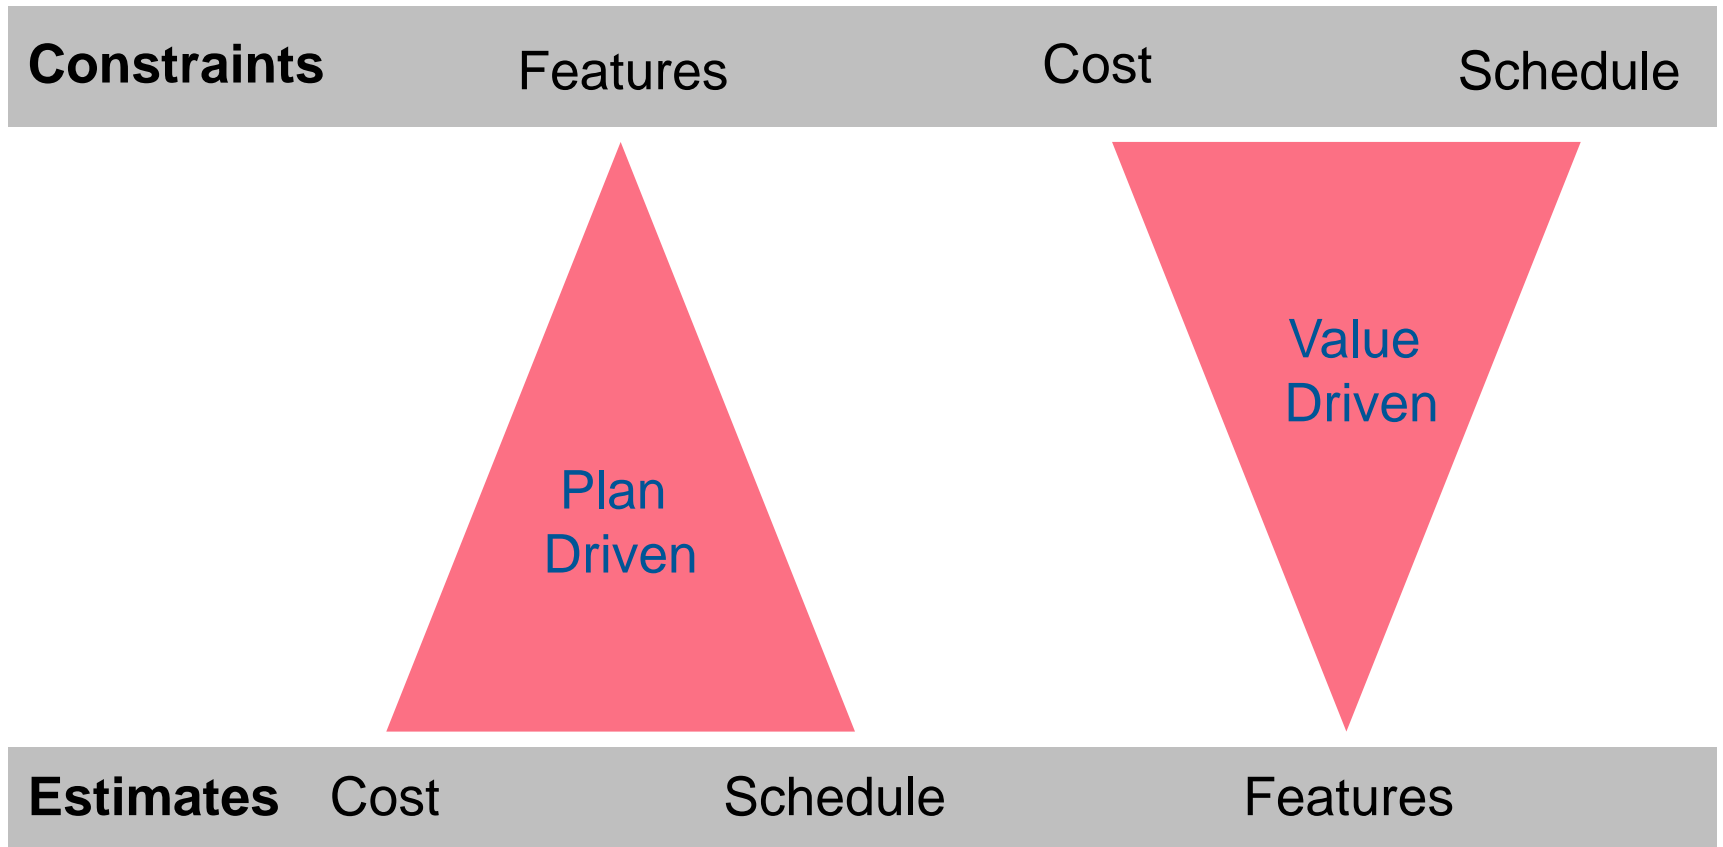 Constraints Features Cost Schedule
Value
Driven
Plan
Driven
Estimates Cost Schedule Features